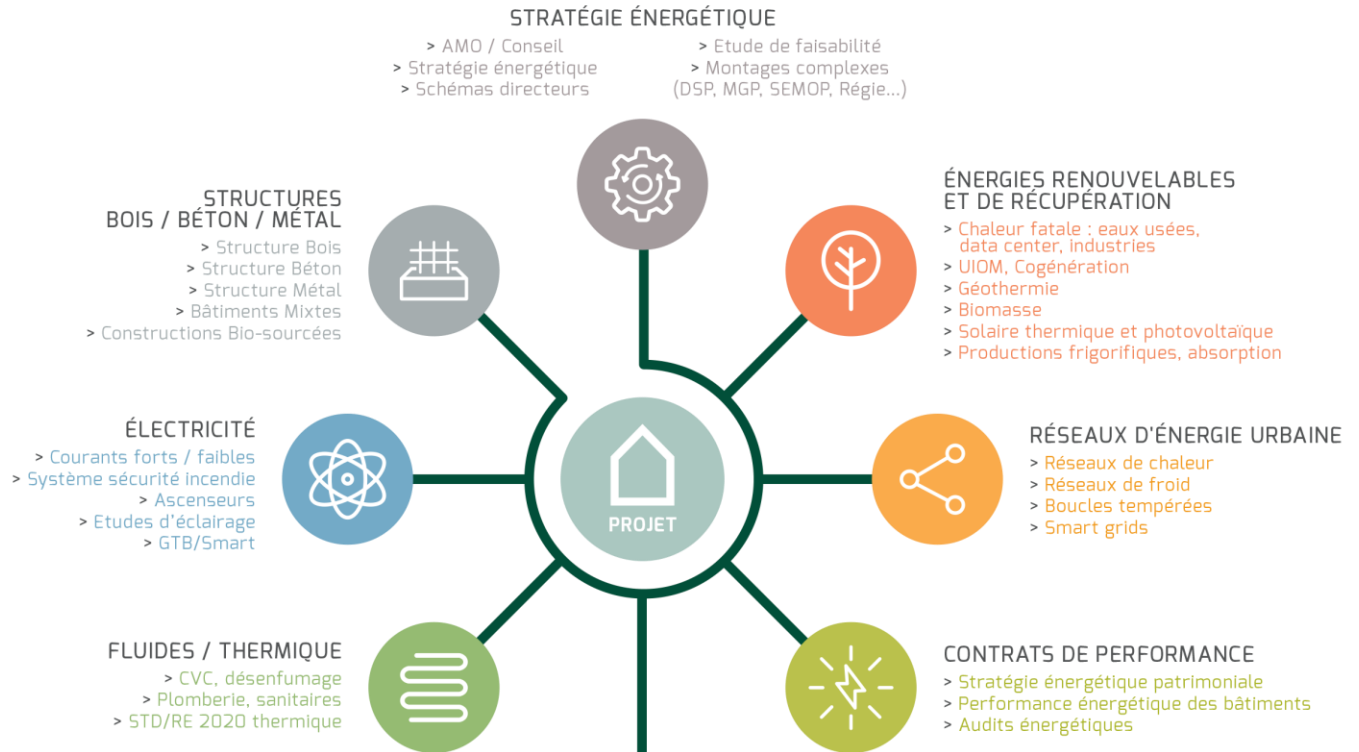 STRATÉGIE ÉNERGÉTIQUE
> AMO / Conseil
> Stratégie énergétique
> Schémas directeurs
> Etude de faisabilité
> Montages complexes
(DSP, MGP, SEMOP, Régie...)
STRUCTURES
BOIS / BÉTON / MÉTAL
> Structure Bois
> Structure Béton
> Structure Métal
> Bâtiments Mixtes
> Constructions Bio-sourcées
ÉNERGIES RENOUVELABLES
ET DE RÉCUPÉRATION
> Chaleur fatale : eaux usées,
data center, industries
> UIOM, Cogénération
> Géothermie
> Biomasse
> Solaire thermique et photovoltaïque
> Productions frigorifiques, absorption
ÉLECTRICITÉ
> Courants forts / faibles
> Système sécurité incendie
> Ascenseurs
> Etudes d'éclairage
> GTB/Smart
PROJET
RÉSEAUX D'ÉNERGIE URBAINE
> Réseaux de chaleur
> Réseaux de froid
> Boucles tempérées
> Smart grids
FLUIDES / THERMIQUE
> CVC, désenfumage
> Plomberie, sanitaires
> STD/RE 2020 thermique
CONTRATS DE PERFORMANCE
> Stratégie énergétique patrimoniale
> Performance énergétique des bâtiments
> Audits énergétiques